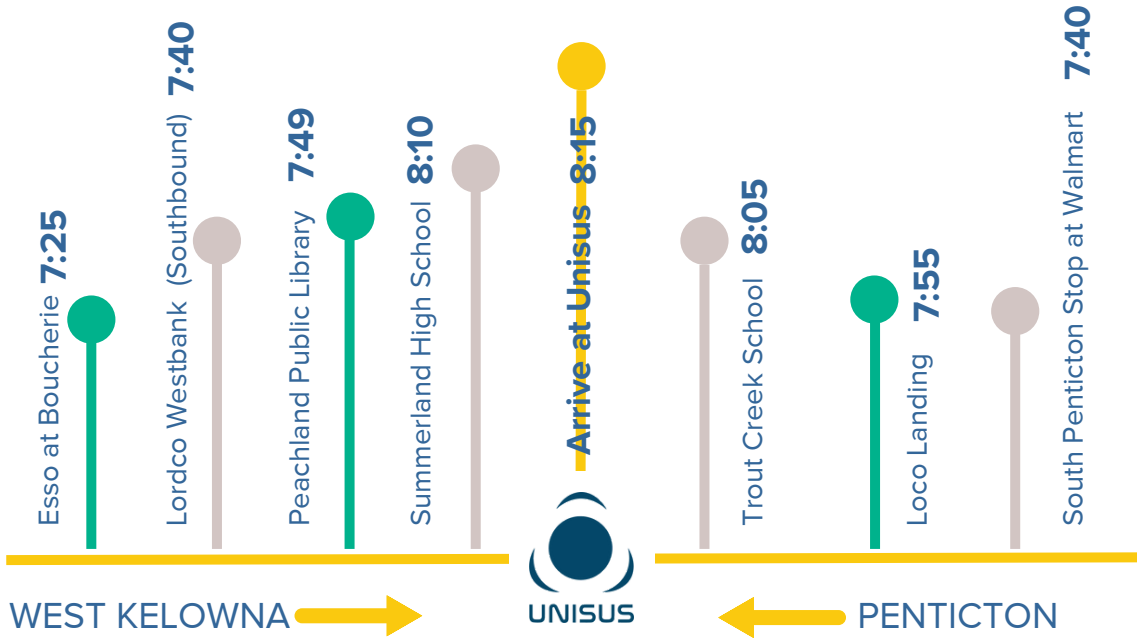 Esso at Boucherie 7:25
Lordco Westbank (Southbound) 7:40
Peachland Public Library 7:49
Summerland High School 8:10
Arrive at Unisus 8:15
Trout Creek School 8:05
Loco Landing 7:55
South Penticton Stop at Walmart 7:40
UNISUS
WEST KELOWNA
PENTICTON